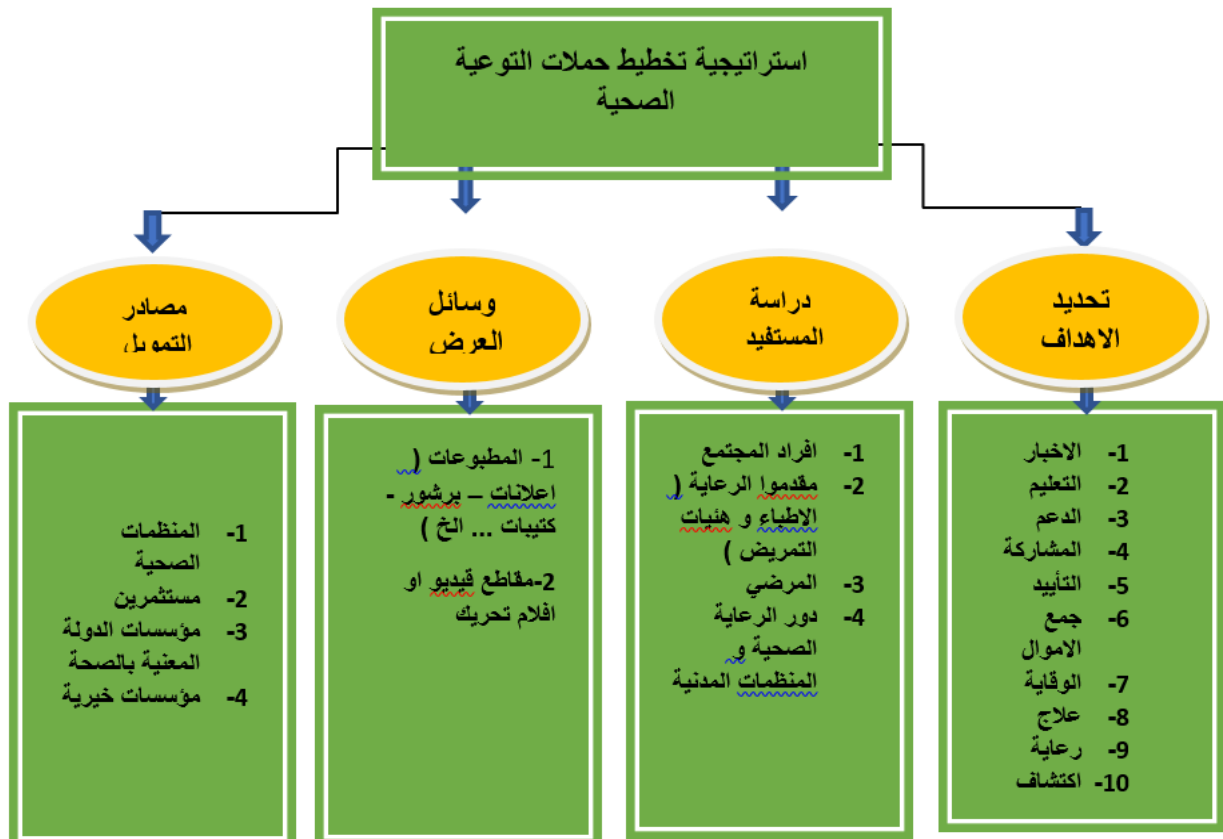 استراتيجية تخطيط حملات التوعية
الصحية
تحديد
الاهداف
1- الاخبار
2- التعليم
3- الدعم
4- المشاركة
5- التأييد
6- جمع
الاموال
7- الوقاية
8- علاج
9- رعاية
10- اكتشاف
دراسة
المستفيد
1- افراد المجتمع
2- مقدموا الرعاية (
الاطباء و هئيات
التمريض )
3- المرضي
4- دور الرعاية
الصحية و
المنظمات المدنية
وسائل
العرض
1- المطبوعات (
اعلانات – برشور -
كتيبات ... الخ )
2-مقاطع ڤيديو او
افلام تحريك
مصادر
التمويل
1- المنظمات
الصحية
2- مستثمرين
3- مؤسسات الدولة
المعنية بالصحة
4- مؤسسات خيرية